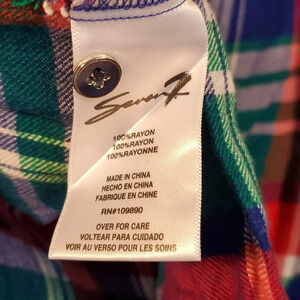 Seven7
100%RAYON
100%RAYON
100%RAYONNE
MADE IN CHINA
HECHO EN CHINA
FABRIQUE EN CHINE
RN#109890
OVER FOR CARE
VOLTEAR PARA CUIDADO
VOIR AU VERSO POUR LES SOINS